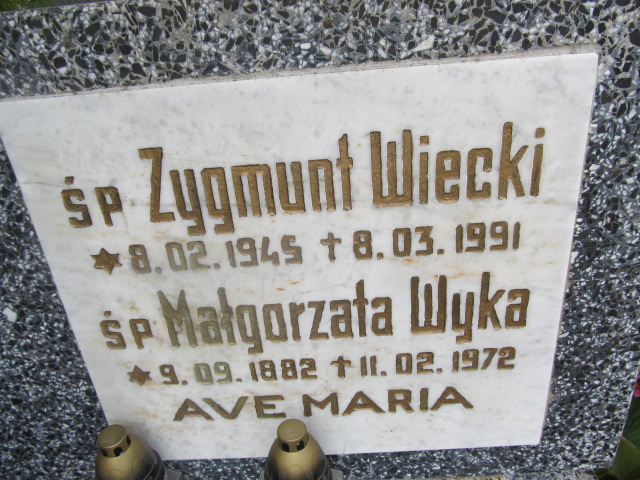 śp Zygmunt Wiecki
✶ 8.02.1945 ✝ 8.03.1991
śp Małgorzata Wyka
✶ 9.09.1882 ✝ 11.02.1972
AVE MARIA